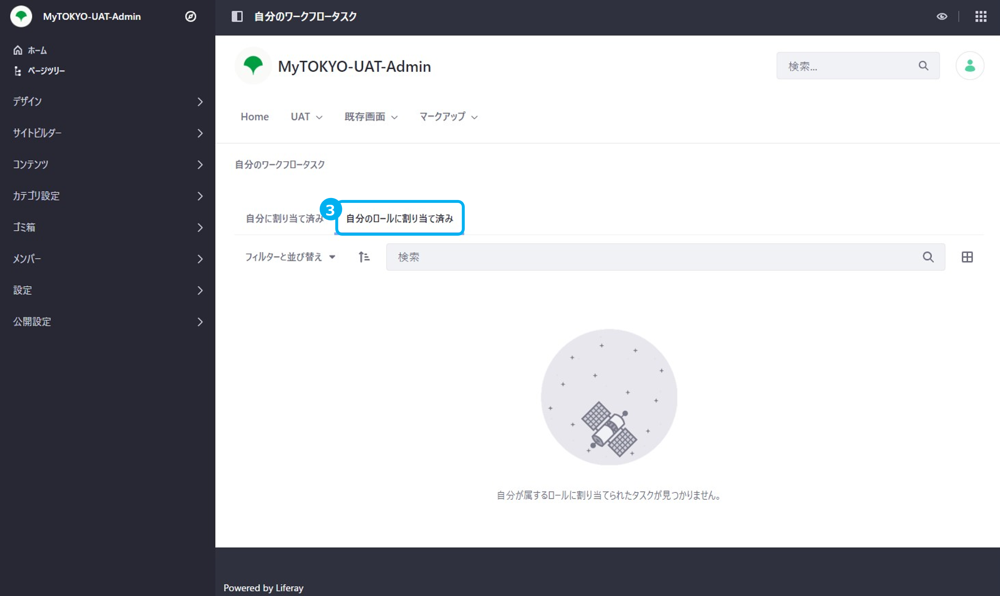 MyTOKYO-UAT-Admin
ホーム
ページツリー
デザイン
サイトビルダー
コンテンツ
カテゴリ設定
ゴミ箱
メンバー
設定
公開設定
自分のワークフロータスク
MyTOKYO-UAT-Admin
検索...
Home UAT 既存画面 マークアップ
自分のワークフロータスク
自分に割り当て済み 3 自分のロールに割り当て済み
フィルターと並び替え 検索
自分が属するロールに割り当てられたタスクが見つかりません。
Powered by Liferay